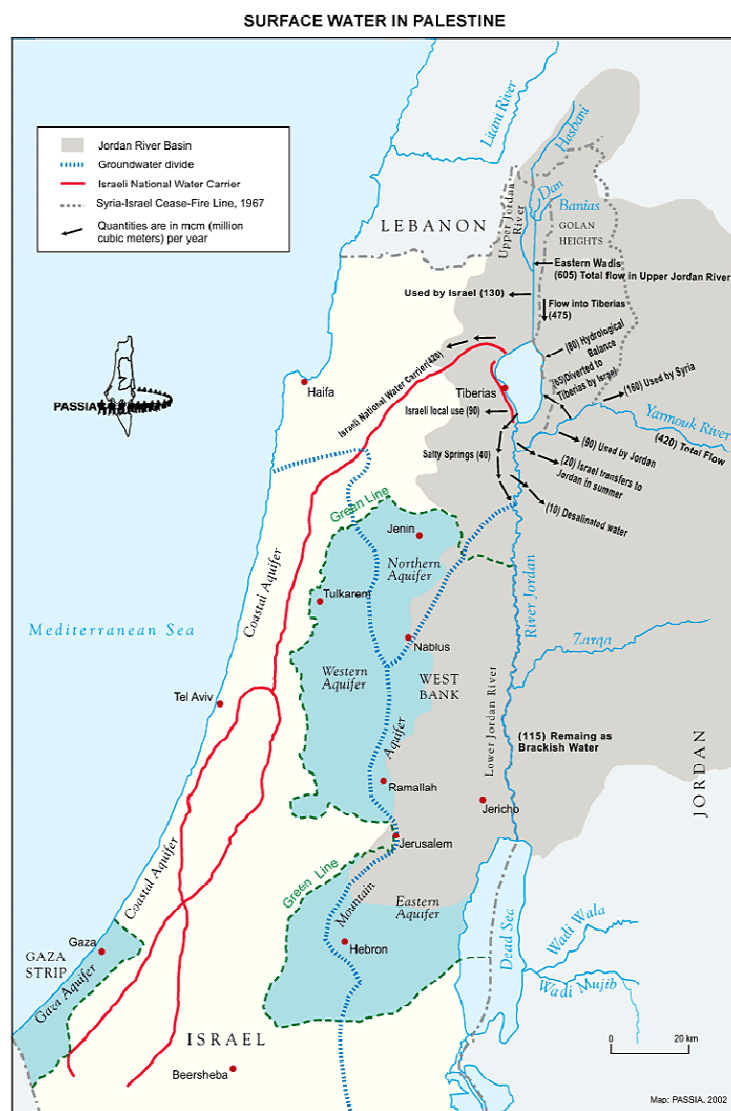 SURFACE WATER IN PALESTINE
Jordan River Basin
Groundwater divide
Israeli National Water Carrier
Syria-Israel Cease-Fire Line, 1967
Quantities are in mcm (million
cubic meters) per year
PASSIA
Litani River
Hasbani
Dan
Banias
Upper Jordan
River
LEBANON
GOLAN
HEIGHTS
Eastern Wadis
(605) Total flow in Upper Jordan River
Used by Israel (130)
Flow into Tiberias
(475)
(80) Hydrological
Balance
(65)Diverted to
Tiberias by Israel
(160) Used by Syria
Yarmouk River
(420) Total Flow
(90) Used by Jordan
(20) Israel transfers to
Jordan in summer
(10) Desalinated water
Israeli National Water Carrier(420)
Haifa
Tiberias
Israeli local use (90)
Salty Springs (40)
Green Line
Jenin
Northern
Aquifer
Coastal Aquifer
Tulkarem
River Jordan
Mediterranean Sea
Nablus
Zarqa
Western
Aquifer
WEST
BANK
Tel Aviv
Aquifer
Lower Jordan River
(115) Remaing as
Brackish Water
Ramallah
Jericho
JORDAN
Jerusalem
Green Line
Coastal Aquifer
Mountain
Eastern
Aquifer
Dead Sea
Wadi Wala
Gaza
Hebron
GAZA
STRIP
Gaza Aquifer
Wadi Mujib
ISRAEL
Beersheba
0 20 km
Map: PASSIA, 2002